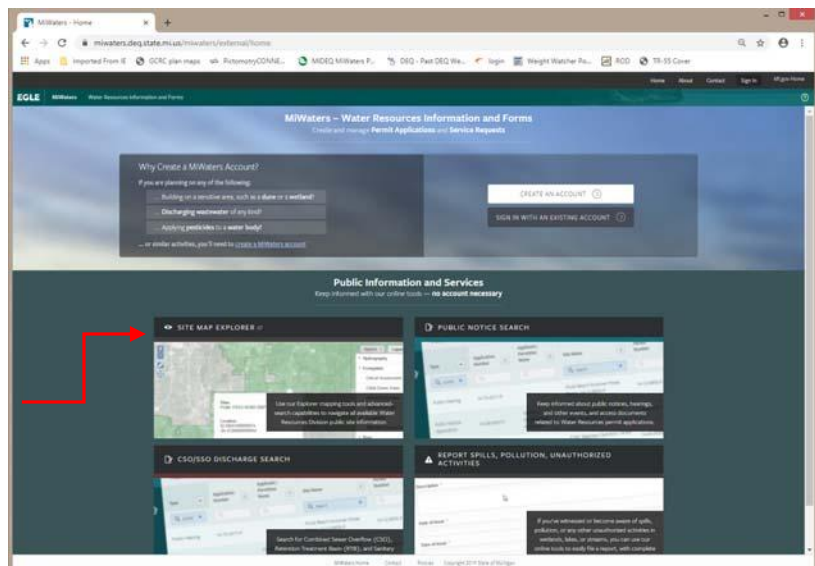 MiWaters - Home
miwaters.deq.state.mi.us/miwaters/external/home
Apps Imported From IE GCRC plan maps PictometryCONNE... MiDEQ MiWaters P... DEQ - Past DEQ We... login Weight Watcher Po... ROD TR-55 Cover
Home About Contact Sign In MI.gov Home
EGLE MiWaters Water Resources Information and Forms
MiWaters – Water Resources Information and Forms
Create and manage Permit Applications and Service Requests
Why Create a MiWaters Account?
If you are planning on any of the following:
... Building on a sensitive area, such as a dune or a wetland?
... Discharging wastewater of any kind?
... Applying pesticides to a water body?
... or similar activities, you'll need to create a MiWaters account
CREATE AN ACCOUNT
SIGN IN WITH AN EXISTING ACCOUNT
Public Information and Services
Keep informed with our online tools — no account necessary
SITE MAP EXPLORER
Use our Explorer mapping tools and advanced-
search capabilities to navigate all available Water
Resources Division public site information
PUBLIC NOTICE SEARCH
Keep informed about public notices, hearings,
and other events, and access documents
related to Water Resources permit applications.
CSO/SSO DISCHARGE SEARCH
Search for Combined Sewer Overflow (CSO),
Retention Treatment Basin (RTB), and Sanitary
REPORT SPILLS, POLLUTION, UNAUTHORIZED
ACTIVITIES
If you've witnessed or become aware of spills,
pollution, or any other unauthorized activities in
wetlands, lakes, or streams, you can use our
online tools to easily file a report, with complete
MiWaters Home Contact Policies Copyright 2019 State of Michigan